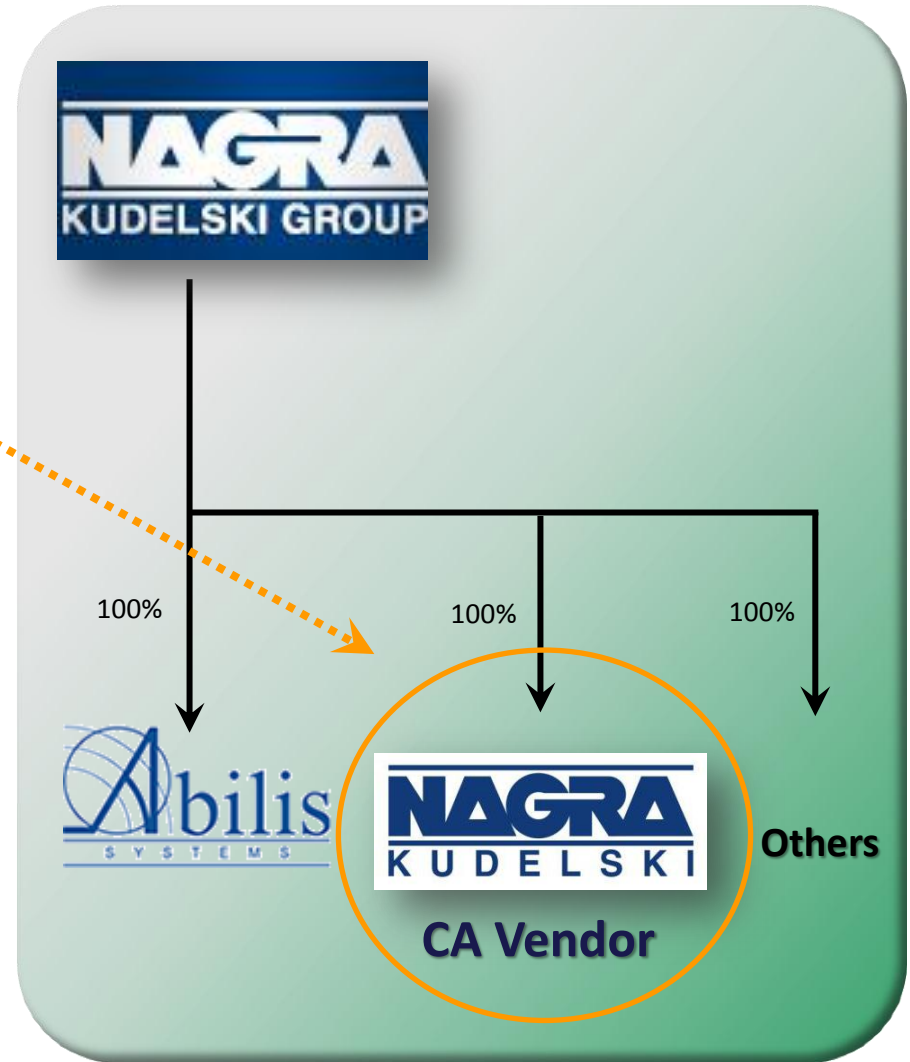 NAGRA
KUDELSKI GROUP
100%
100%
100%
Abilis
SYSTEMS
NAGRA
KUDELSKI
Others
CA Vendor